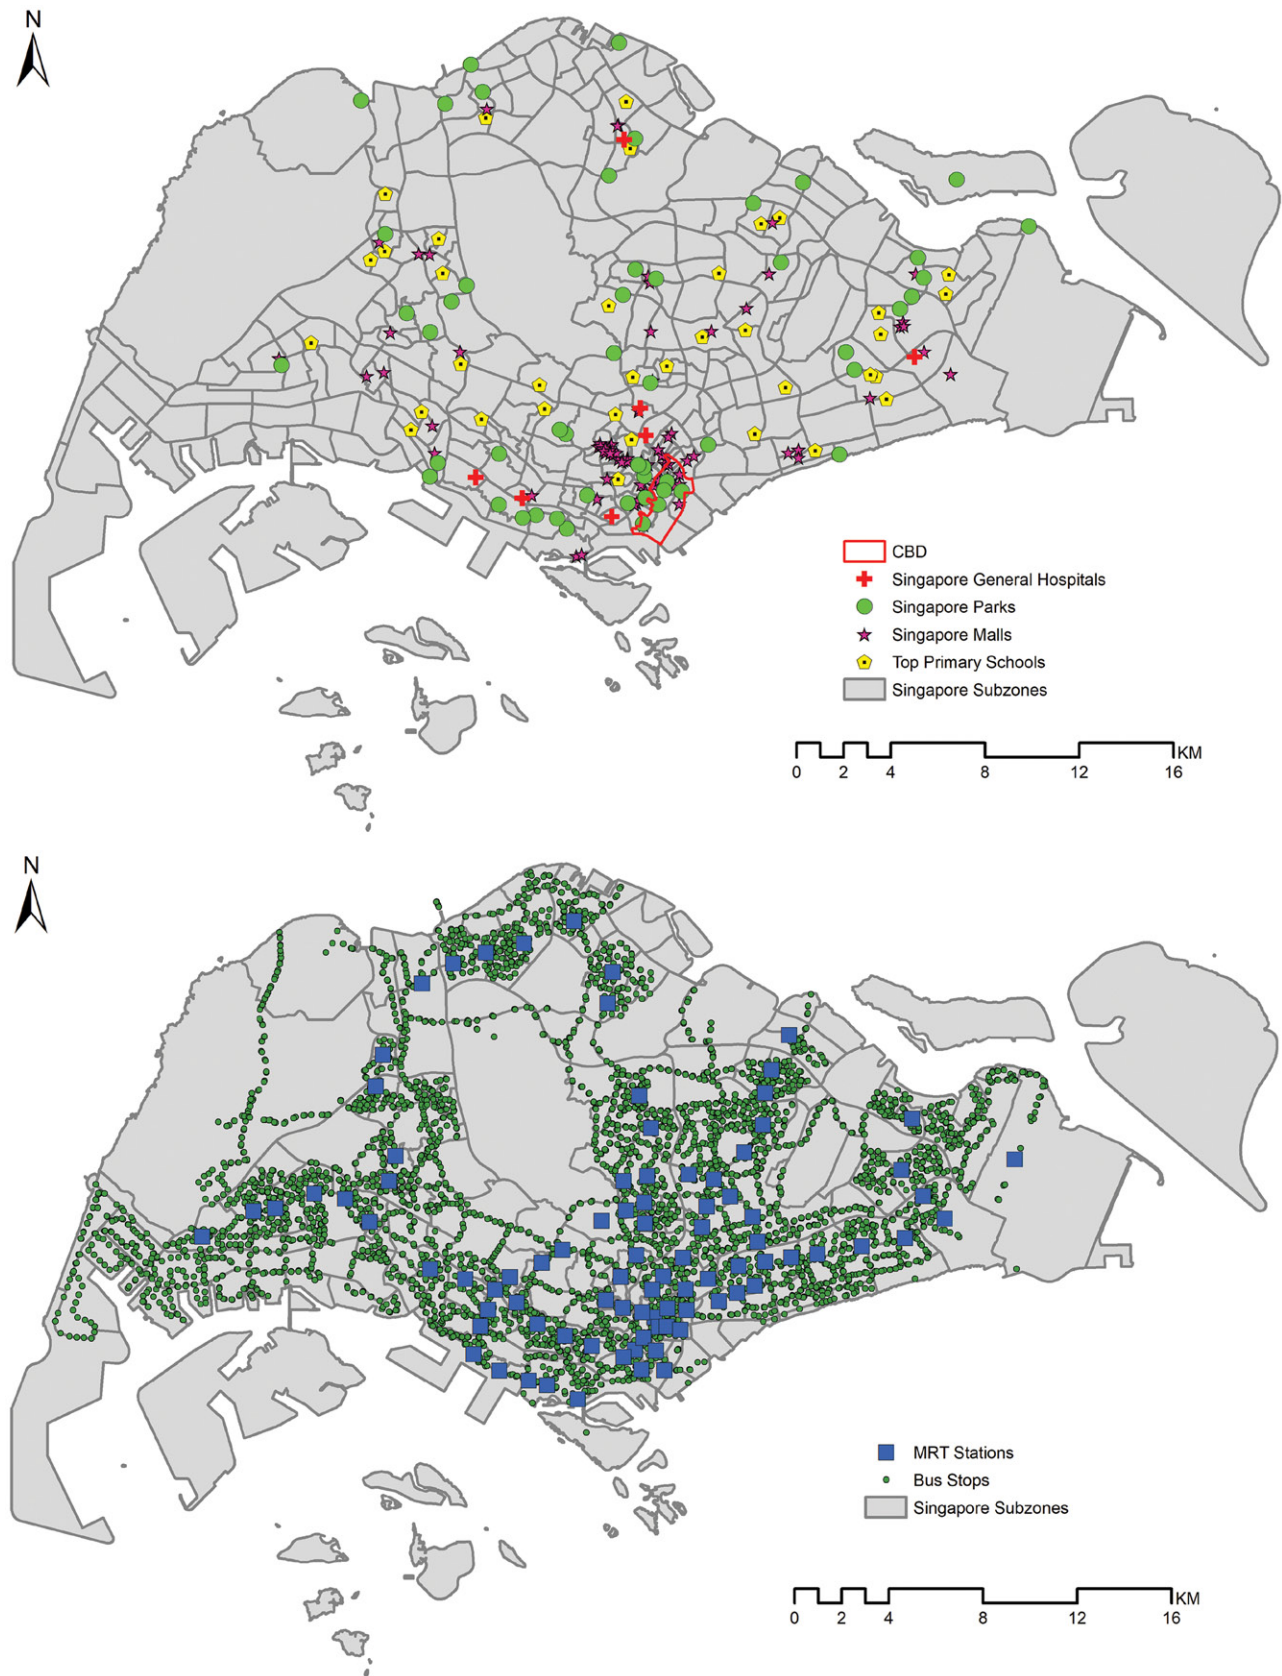 N
CBD
Singapore General Hospitals
Singapore Parks
Singapore Malls
Top Primary Schools
Singapore Subzones
KM
0 2 4 8 12 16
N
MRT Stations
Bus Stops
Singapore Subzones
KM
0 2 4 8 12 16